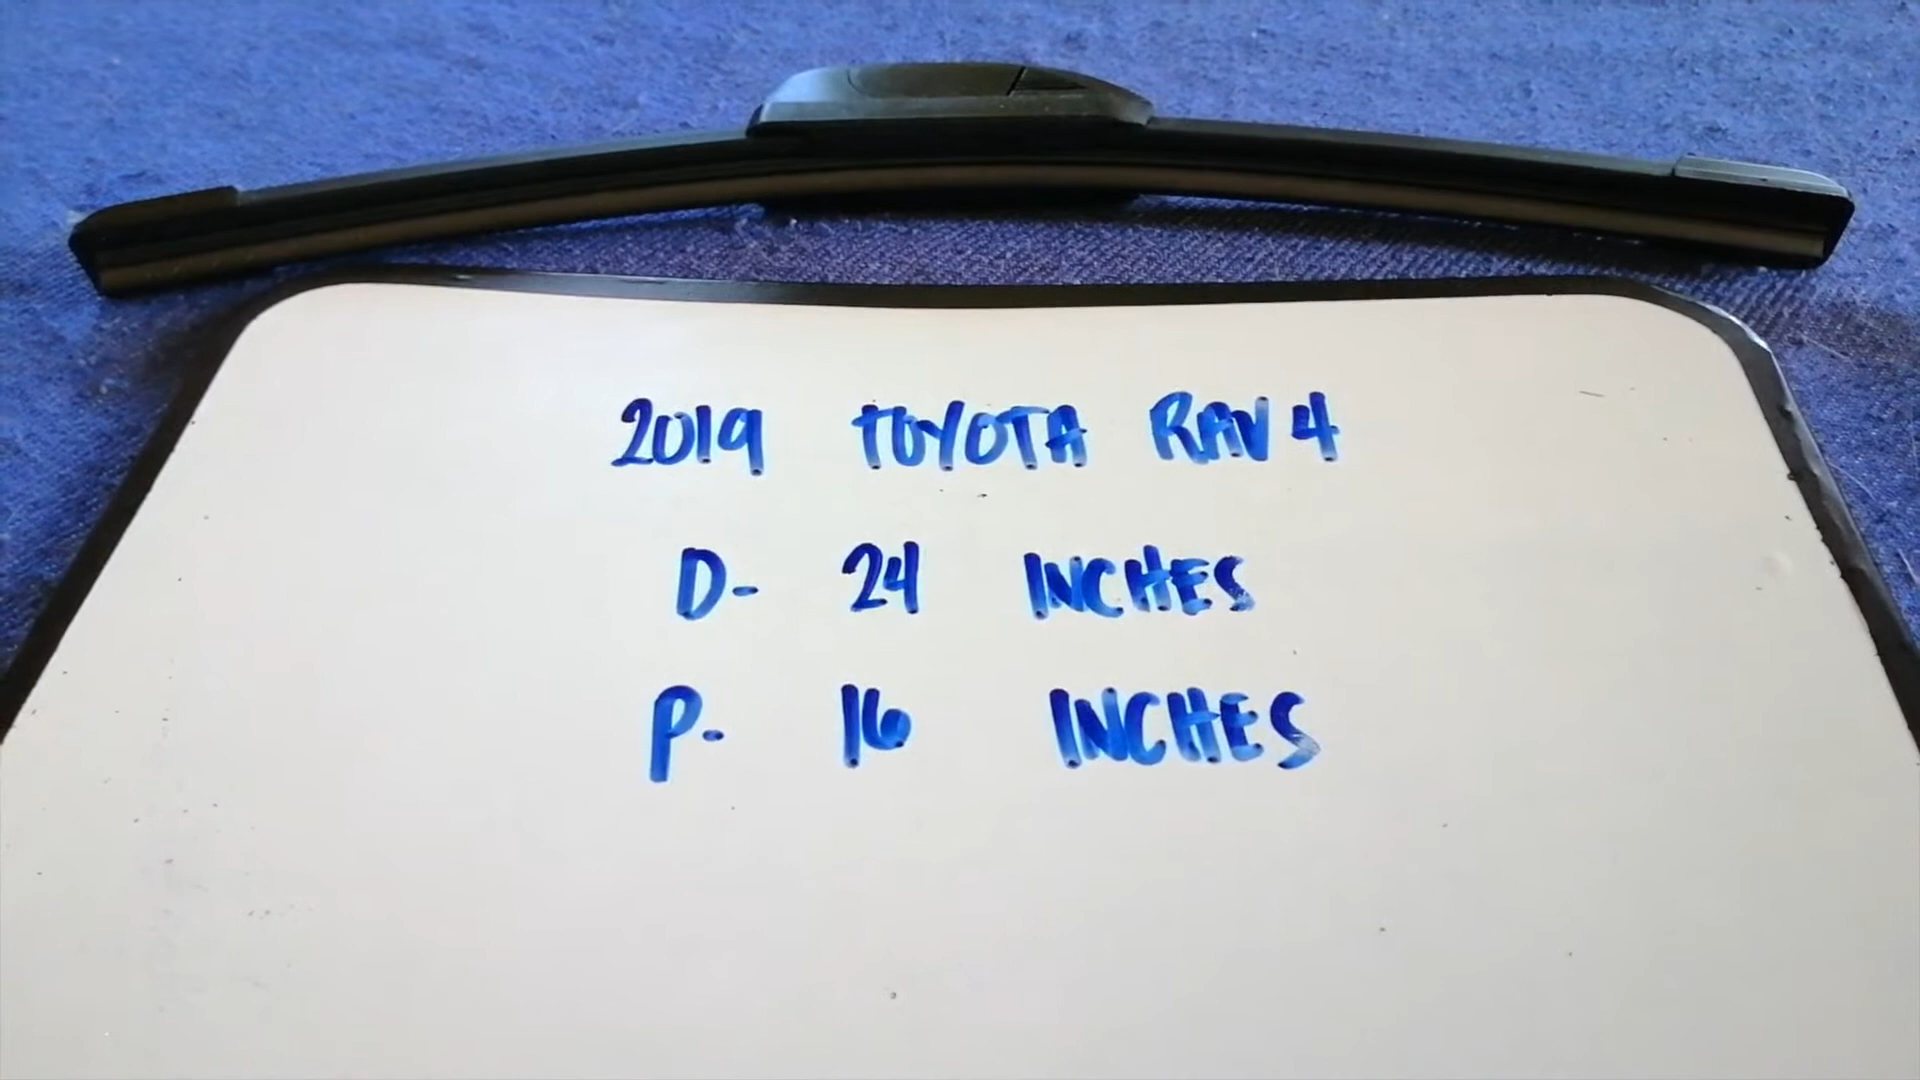 2019 TOYOTA RAV4
D- 24 INCHES
P- 16 INCHES